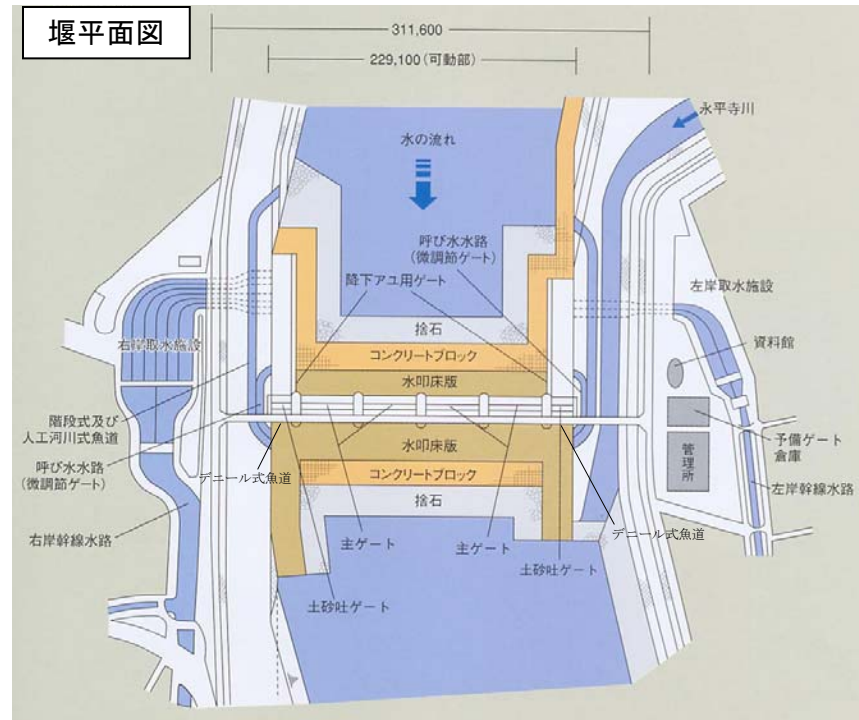 堰平面図
311,600
229,100(可動部)
永平寺川
水の流れ
呼び水水路
(微調節ゲート)
降下アユ用ゲート
左岸取水施設
捨石
右岸取水施設
資料館
コンクリートブロック
水叩床版
階段式及び
人工河川式魚道
予備ゲート
倉庫
水叩床版
管理所
呼び水水路
(微調節ゲート)
デニール式魚道
コンクリートブロック
左岸幹線水路
捨石
右岸幹線水路
主ゲート
主ゲート
デニール式魚道
土砂吐ゲート
土砂吐ゲート